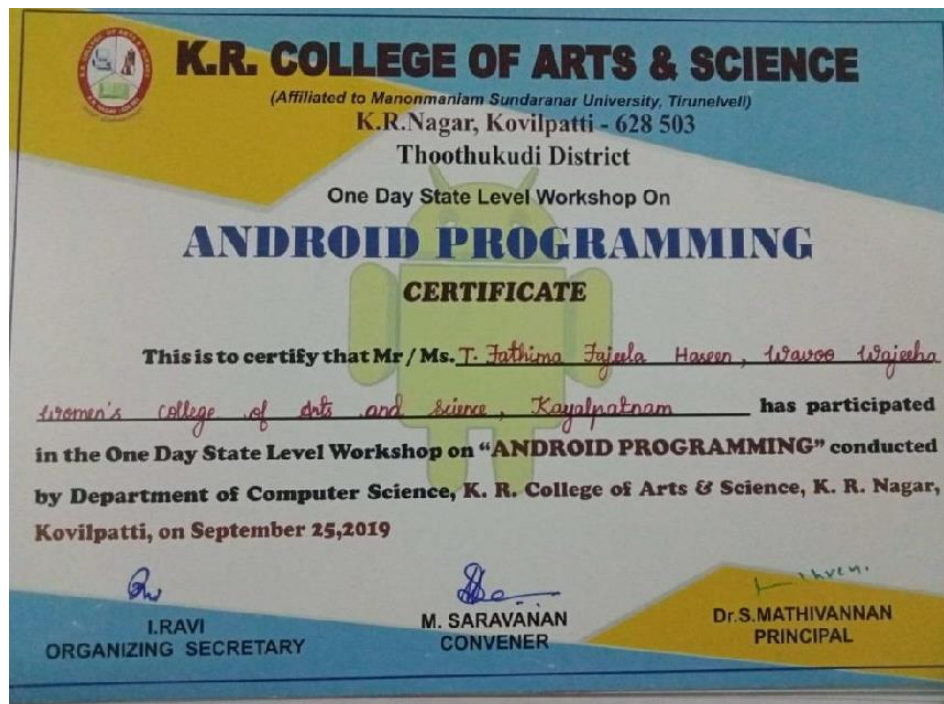 K.R. COLLEGE OF ARTS & SCIENCE
(Affiliated to Manonmaniam Sundaranar University, Tirunelveli)
K.R.Nagar, Kovilpatti - 628 503
Thoothukudi District
One Day State Level Workshop On
ANDROID PROGRAMMING
CERTIFICATE
This is to certify that Mr / Ms. T. Fathima Fajeela Haseen, Wavoo Wajeeha
Women's college of Arts and science, Kayalpatnam has participated
in the One Day State Level Workshop on “ANDROID PROGRAMMING” conducted
by Department of Computer Science, K. R. College of Arts & Science, K. R. Nagar,
Kovilpatti, on September 25,2019
I.RAVI
ORGANIZING SECRETARY
M. SARAVANAN
CONVENER
Dr.S.MATHIVANNAN
PRINCIPAL